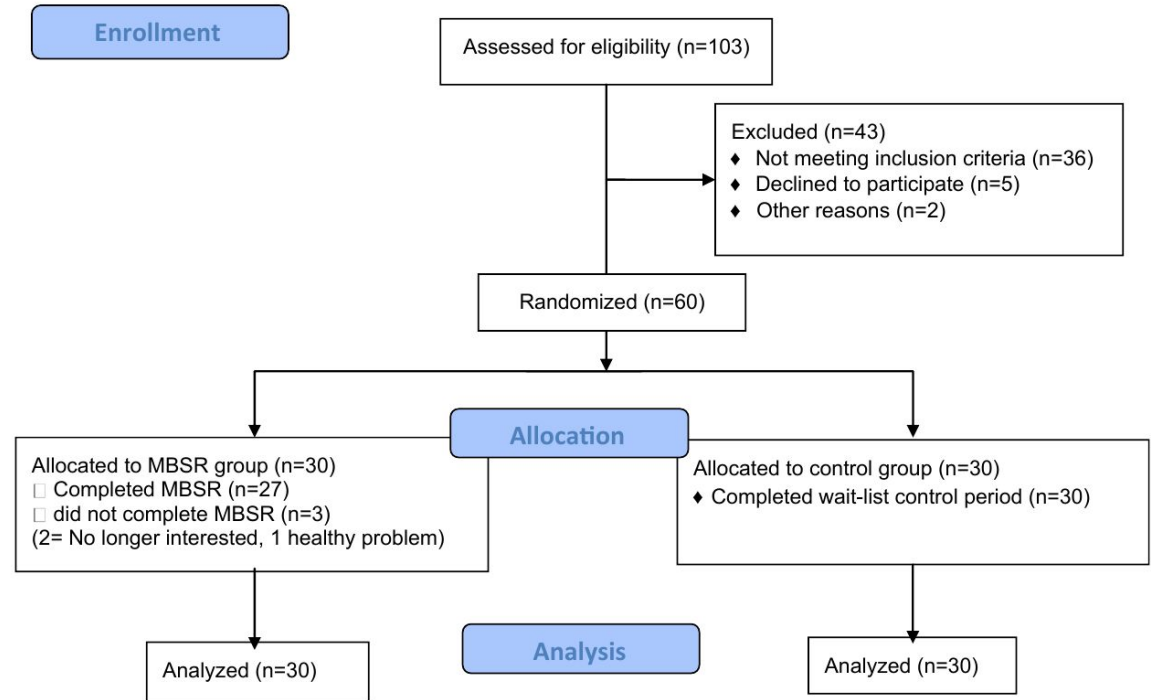 Enrollment
Assessed for eligibility (n=103)
Excluded (n=43)
♦ Not meeting inclusion criteria (n=36)
♦ Declined to participate (n=5)
♦ Other reasons (n=2)
Randomized (n=60)
Allocation
Allocated to MBSR group (n=30)
□ Completed MBSR (n=27)
□ did not complete MBSR (n=3)
(2= No longer interested, 1 healthy problem)
Allocated to control group (n=30)
♦ Completed wait-list control period (n=30)
Analysis
Analyzed (n=30)
Analyzed (n=30)